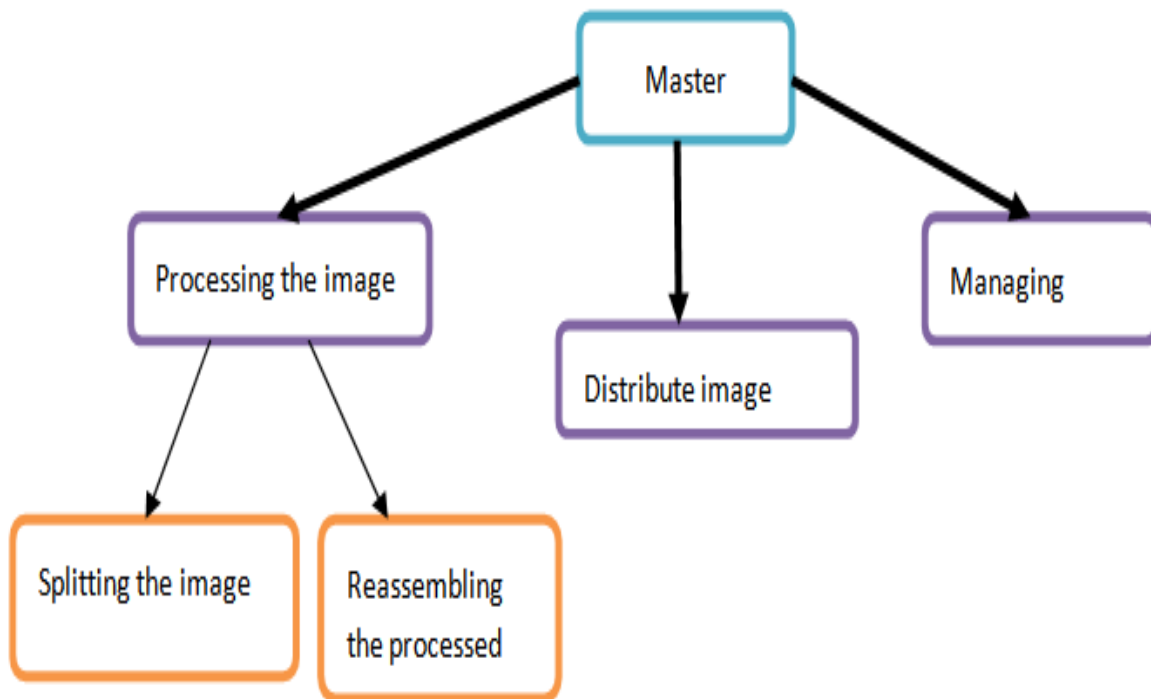 Master
Processing the image
Distribute image
Managing
Splitting the image
Reassembling
the processed